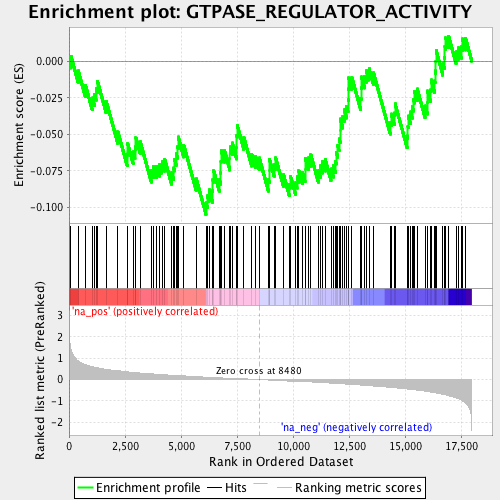 Enrichment plot: GTPASE_REGULATOR_ACTIVITY
Enrichment score (ES)
0.000
-0.025
-0.050
-0.075
-0.100
'na_pos' (positively correlated)
Ranked list metric (PreRanked)
3
2
1
0
-1
-2
Zero cross at 8480
'na_neg' (negatively correlated)
0
2,500
5,000
7,500
10,000
12,500
15,000
17,500
Rank in Ordered Dataset
Enrichment profile
Hits
Ranking metric scores